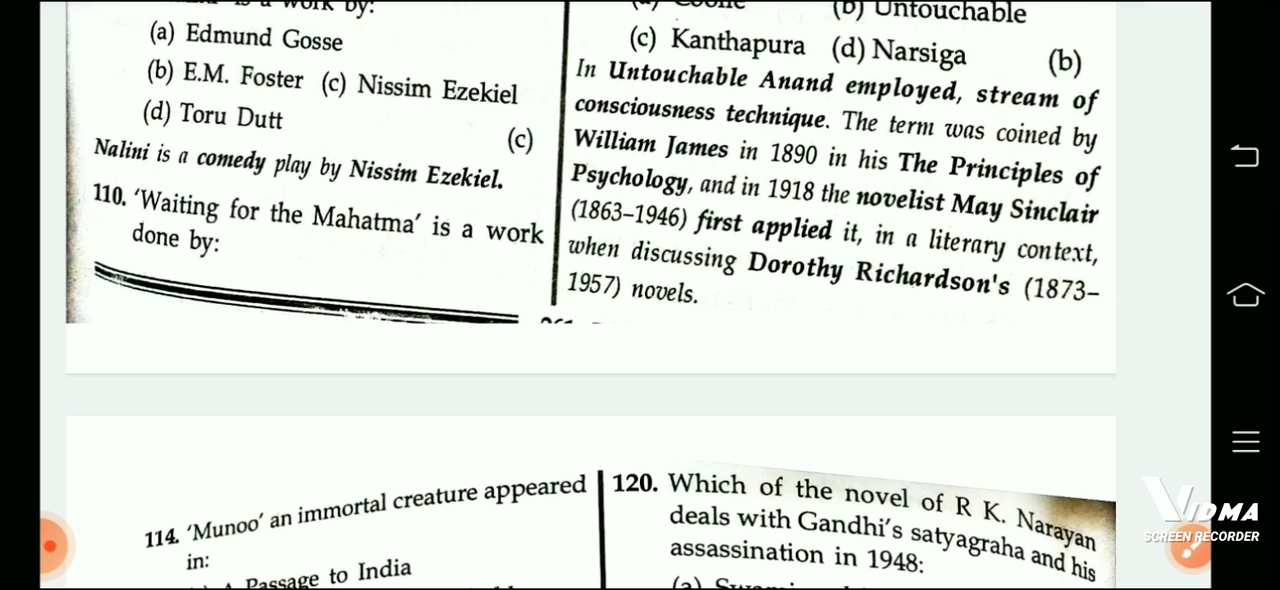 work by:
(a) Edmund Gosse
(b) E.M. Foster (c) Nissim Ezekiel
(d) Toru Dutt
(c)
Nalini is a comedy play by Nissim Ezekiel.
110. 'Waiting for the Mahatma' is a work
done by:
(b) Untouchable
(c) Kanthapura (d) Narsiga (b)
In Untouchable Anand employed, stream of
consciousness technique. The term was coined by
William James in 1890 in his The Principles of
Psychology, and in 1918 the novelist May Sinclair
(1863–1946) first applied it, in a literary context,
when discussing Dorothy Richardson's (1873–
1957) novels.
114. 'Munoo' an immortal creature appeared
in:
A Passage to India
120. Which of the novel of R K. Narayan
deals with Gandhi's satyagraha and his
assassination in 1948:
(a)
VIDMA
SCREEN RECORDER